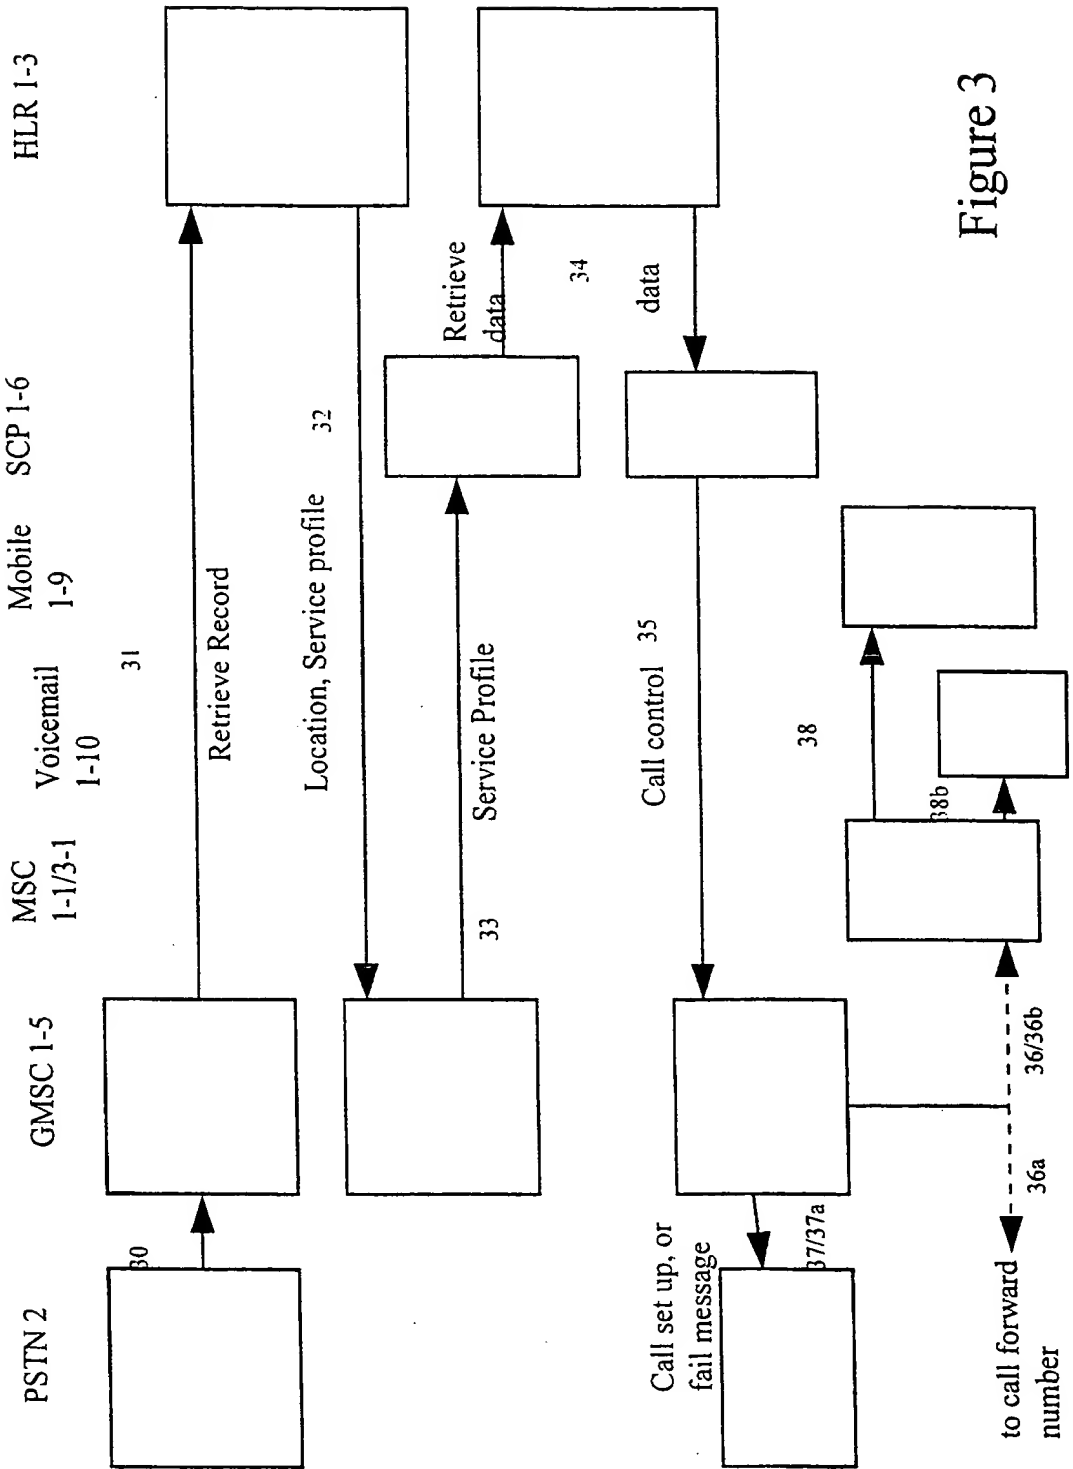 PSTN 2
GMSC 1-5
MSC
1-1/3-1
Voicemail
1-10
Mobile
1-9
SCP 1-6
HLR 1-3
30
31
Retrieve Record
32
Location, Service profile
33
Service Profile
Retrieve
data
34
data
Call control
35
Call set up, or
fail message
37/37a
38
38b
36a
36/36b
to call forward
number
Figure 3